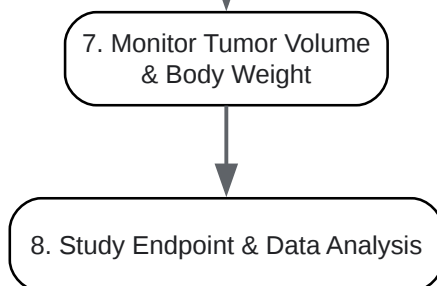 7. Monitor Tumor Volume
& Body Weight
8. Study Endpoint & Data Analysis